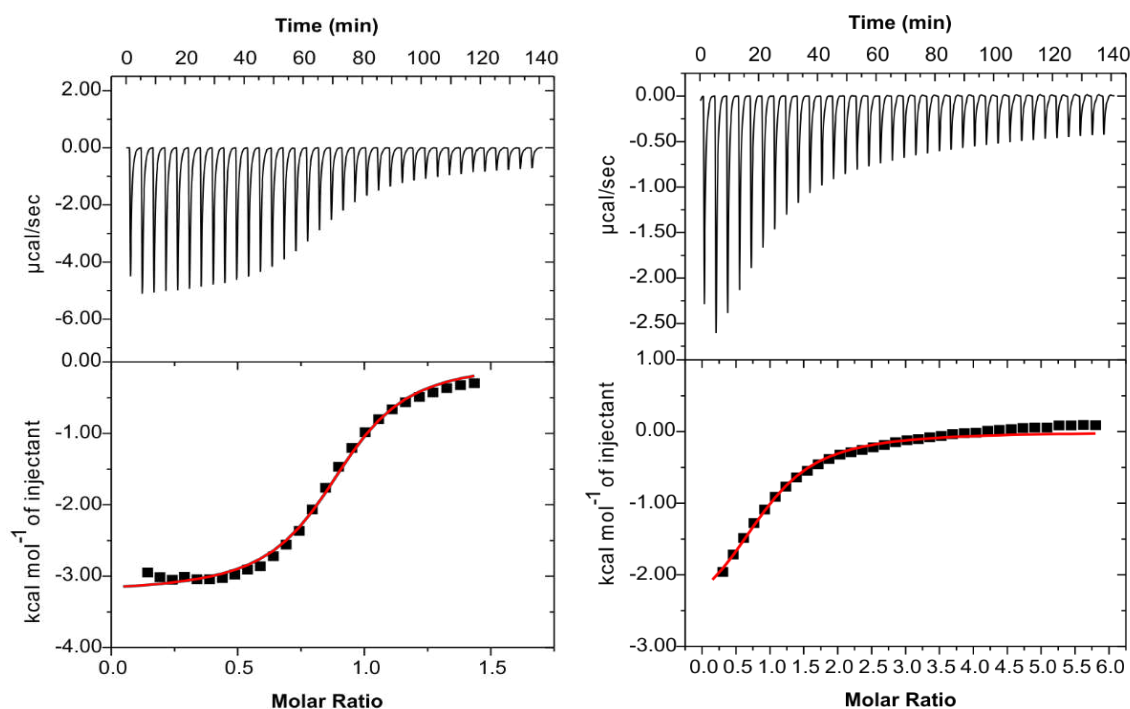 Time (min)
0 20 40 60 80 100 120 140
2.00
0.00
-2.00
-4.00
-6.00
µcal/sec
0.00
-1.00
-2.00
-3.00
-4.00
kcal mol⁻¹ of injectant
0.0 0.5 1.0 1.5
Molar Ratio
Time (min)
0 20 40 60 80 100 120 140
0.00
-0.50
-1.00
-1.50
-2.00
-2.50
µcal/sec
1.00
0.00
-1.00
-2.00
-3.00
kcal mol⁻¹ of injectant
0.0 0.5 1.0 1.5 2.0 2.5 3.0 3.5 4.0 4.5 5.0 5.5 6.0
Molar Ratio